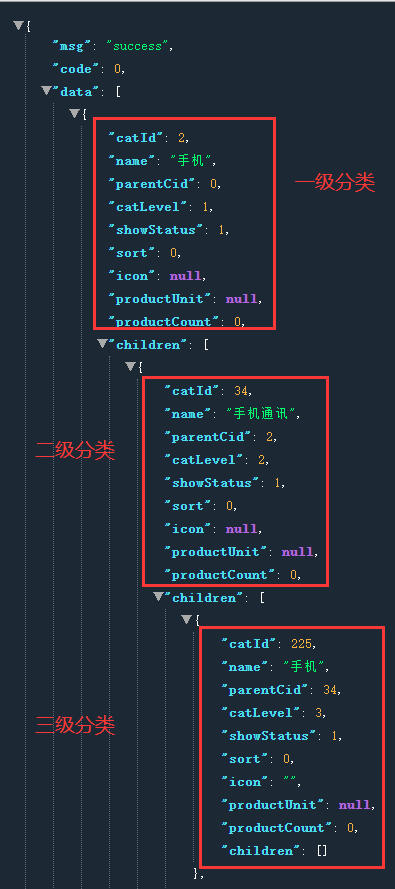 {
"msg": "success",
"code": 0,
"data": [
{
"catId": 2,
"name": "手机",
"parentCid": 0,
"catLevel": 1,
"showStatus": 1,
"sort": 0,
"icon": null,
"productUnit": null,
"productCount": 0,
一级分类
"children": [
{
"catId": 34,
"name": "手机通讯",
"parentCid": 2,
"catLevel": 2,
"showStatus": 1,
"sort": 0,
"icon": null,
"productUnit": null,
"productCount": 0,
二级分类
"children": [
{
"catId": 225,
"name": "手机",
"parentCid": 34,
"catLevel": 3,
"showStatus": 1,
"sort": 0,
"icon": "",
"productUnit": null,
"productCount": 0,
"children": []
三级分类
},